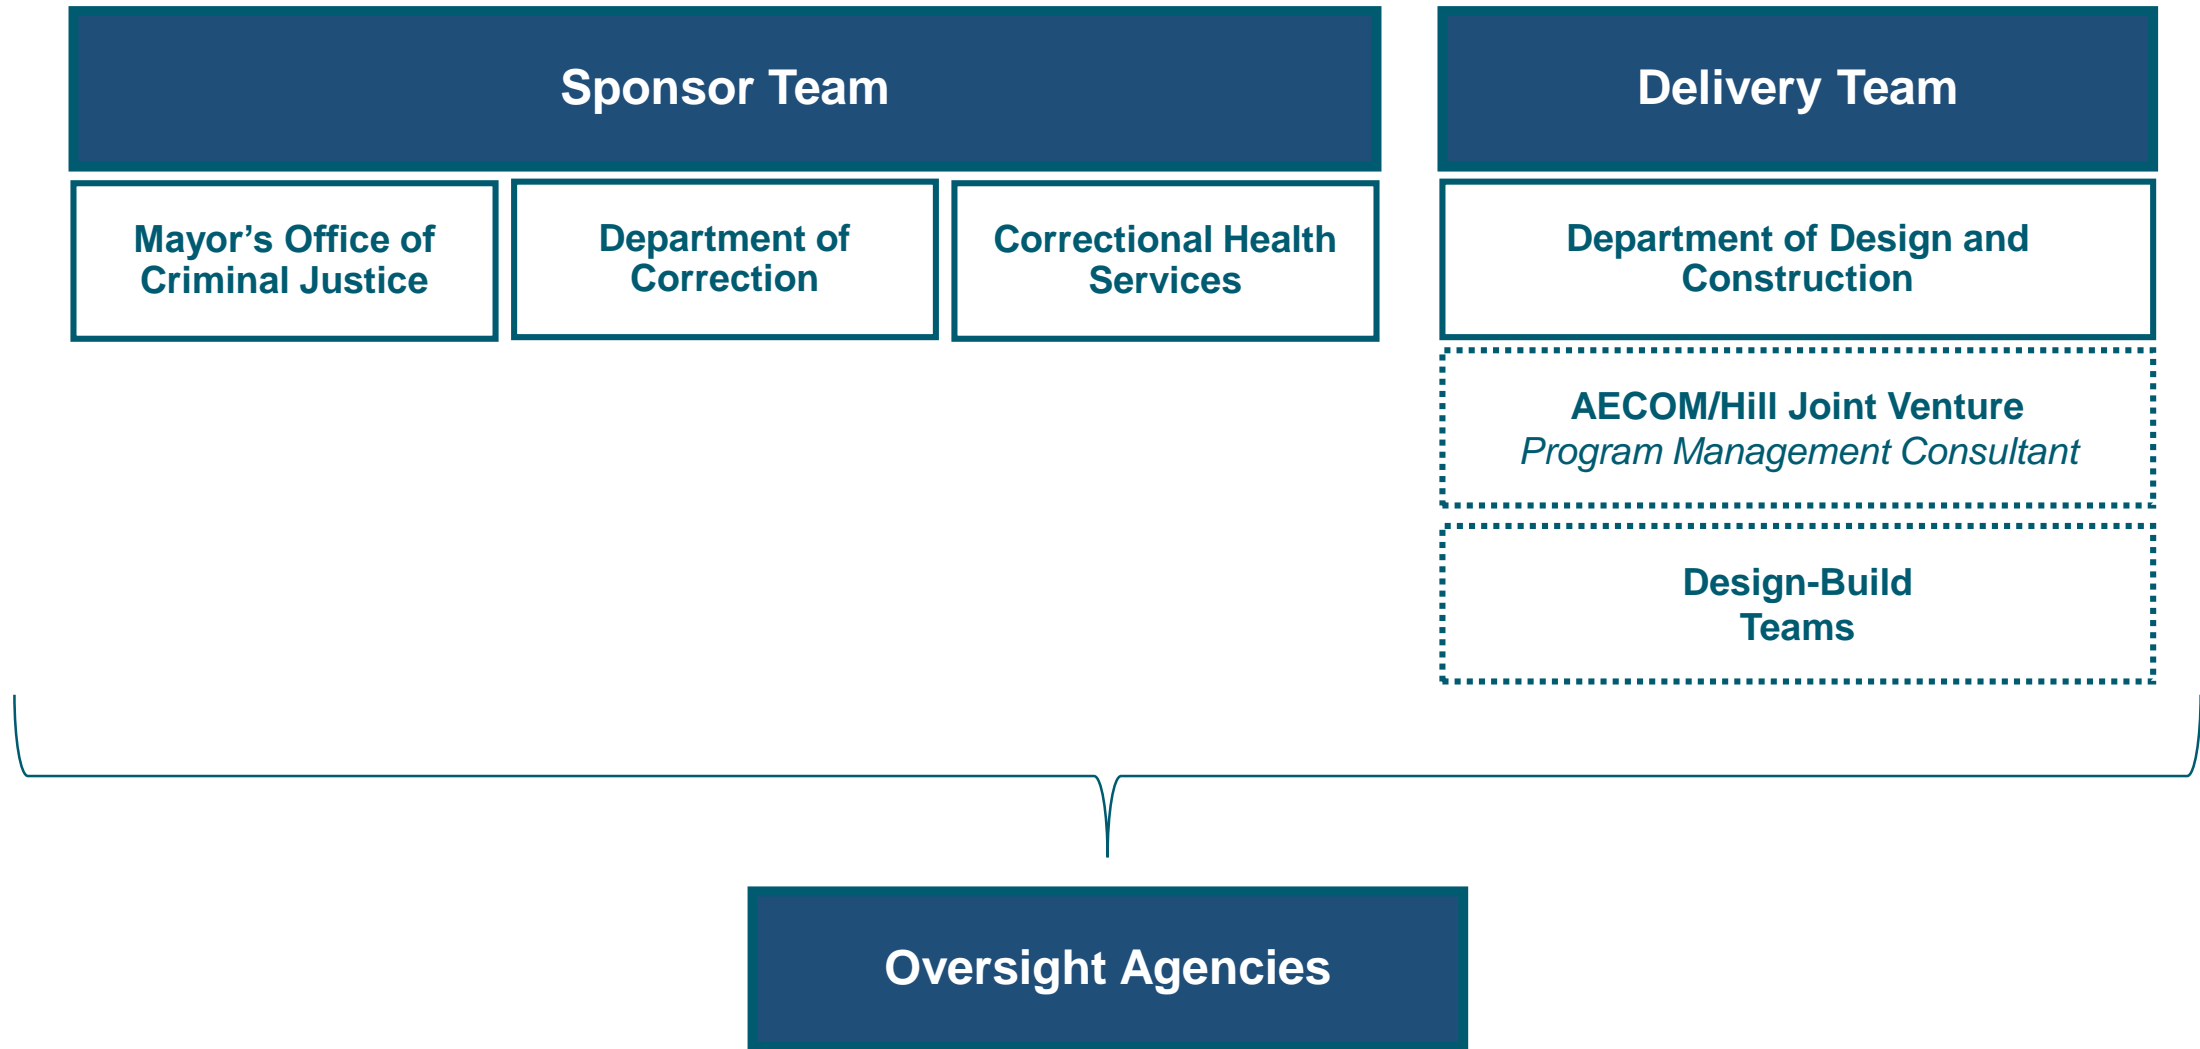 Sponsor Team
Delivery Team
Mayor’s Office of
Criminal Justice
Department of
Correction
Correctional Health
Services
Department of Design and
Construction
AECOM/Hill Joint Venture
Program Management Consultant
Design-Build
Teams
Oversight Agencies